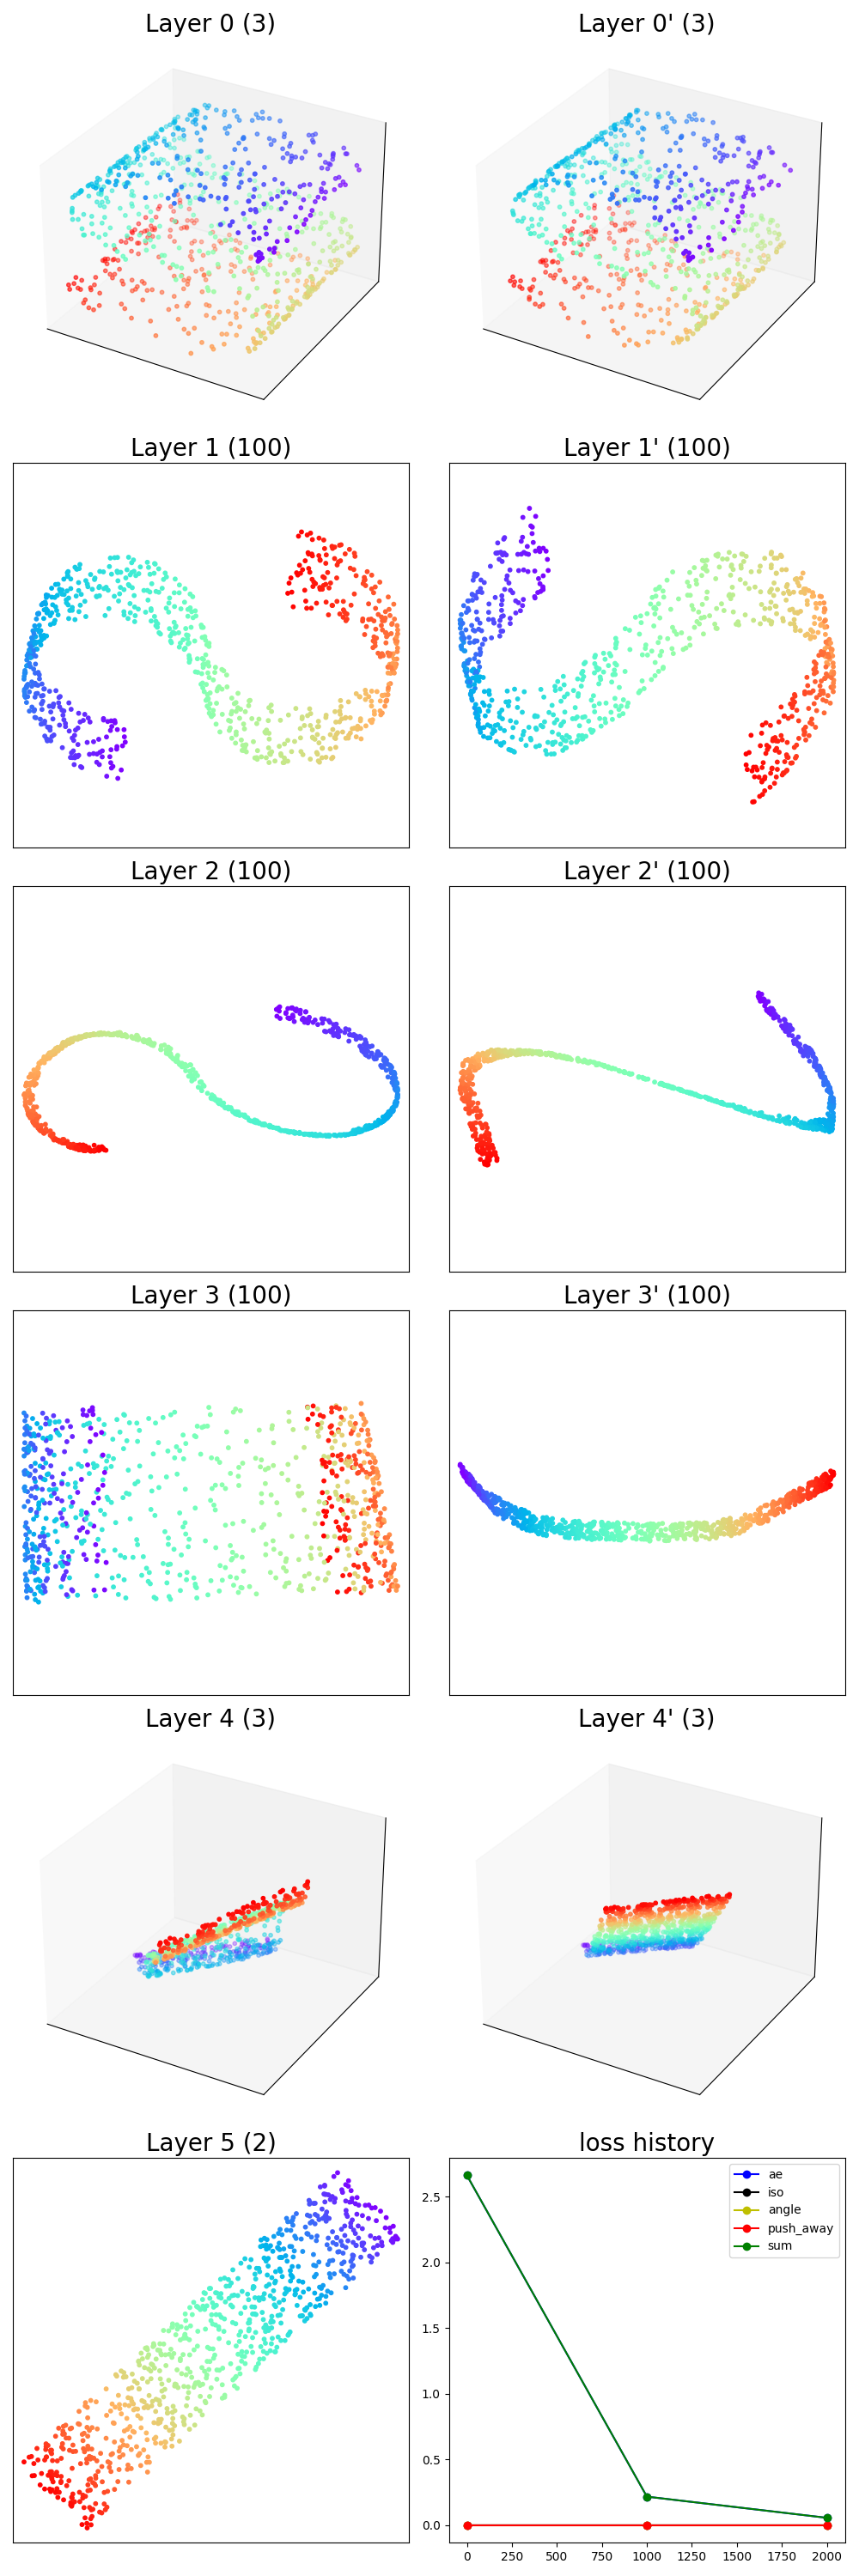 Layer 0 (3)
Layer 0' (3)
Layer 1 (100)
Layer 1' (100)
Layer 2 (100)
Layer 2' (100)
Layer 3 (100)
Layer 3' (100)
Layer 4 (3)
Layer 4' (3)
Layer 5 (2)
loss history
ae
iso
angle
push_away
sum
2.5
2.0
1.5
1.0
0.5
0.0
0 250 500 750 1000 1250 1500 1750 2000